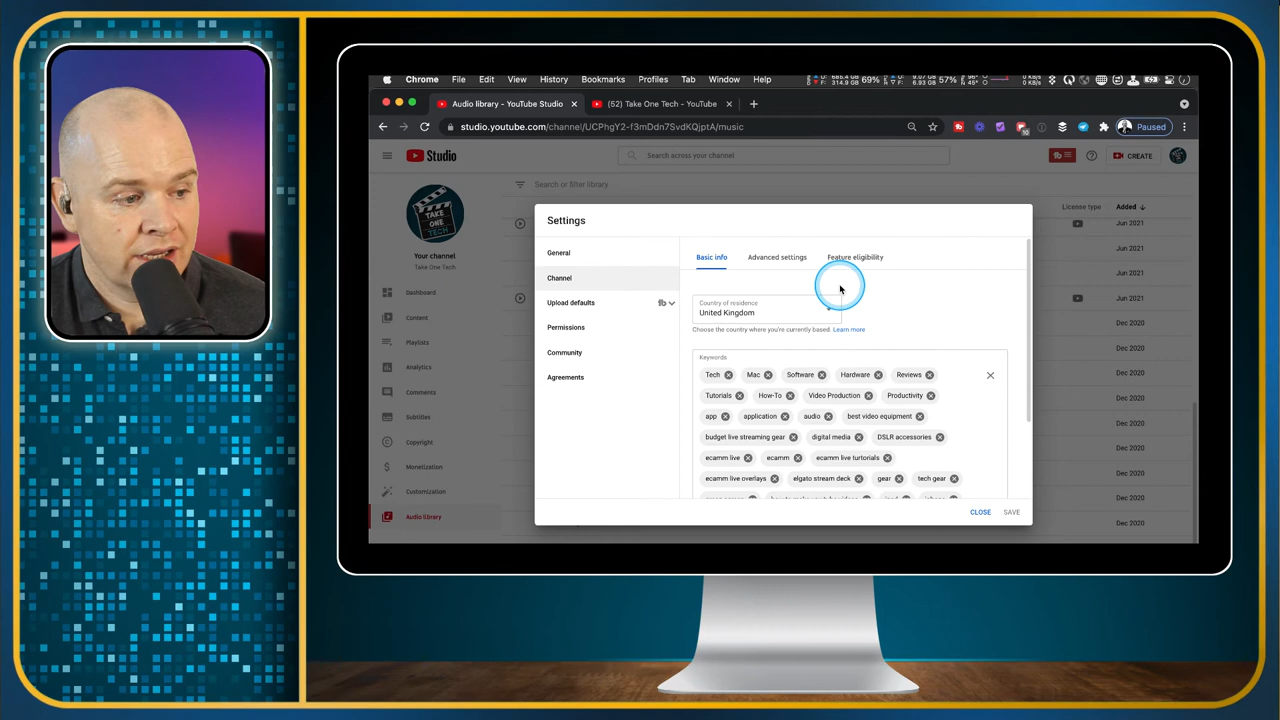 Chrome File Edit View History Bookmarks Profiles Tab Window Help
69% 57%
Audio library - YouTube Studio
(52) Take One Tech - YouTube
studio.youtube.com/channel/UCPhgY2-f3mDdn7SvdKQjptA/music
10
Paused
Studio
Search across your channel
CREATE
TAKE ONE TECH
Your channel
Take One Tech
Dashboard
Content
Playlists
Analytics
Comments
Subtitles
Copyright
Monetization
Customization
Audio library
Search or filter library
License type Added
Jun 2021
Jun 2021
Jun 2021
Jun 2021
Dec 2020
Dec 2020
Dec 2020
Dec 2020
Dec 2020
Dec 2020
Dec 2020
Dec 2020
Dec 2020
Settings
General
Channel
Upload defaults
Permissions
Community
Agreements
Basic info Advanced settings Feature eligibility
Country of residence
United Kingdom
Choose the country where you're currently based. Learn more
Keywords
Tech Mac Software Hardware Reviews
Tutorials How-To Video Production Productivity
app application audio best video equipment
budget live streaming gear digital media DSLR accessories
ecamm live ecamm ecamm live turtorials
ecamm live overlays elgato stream deck gear tech gear
CLOSE SAVE